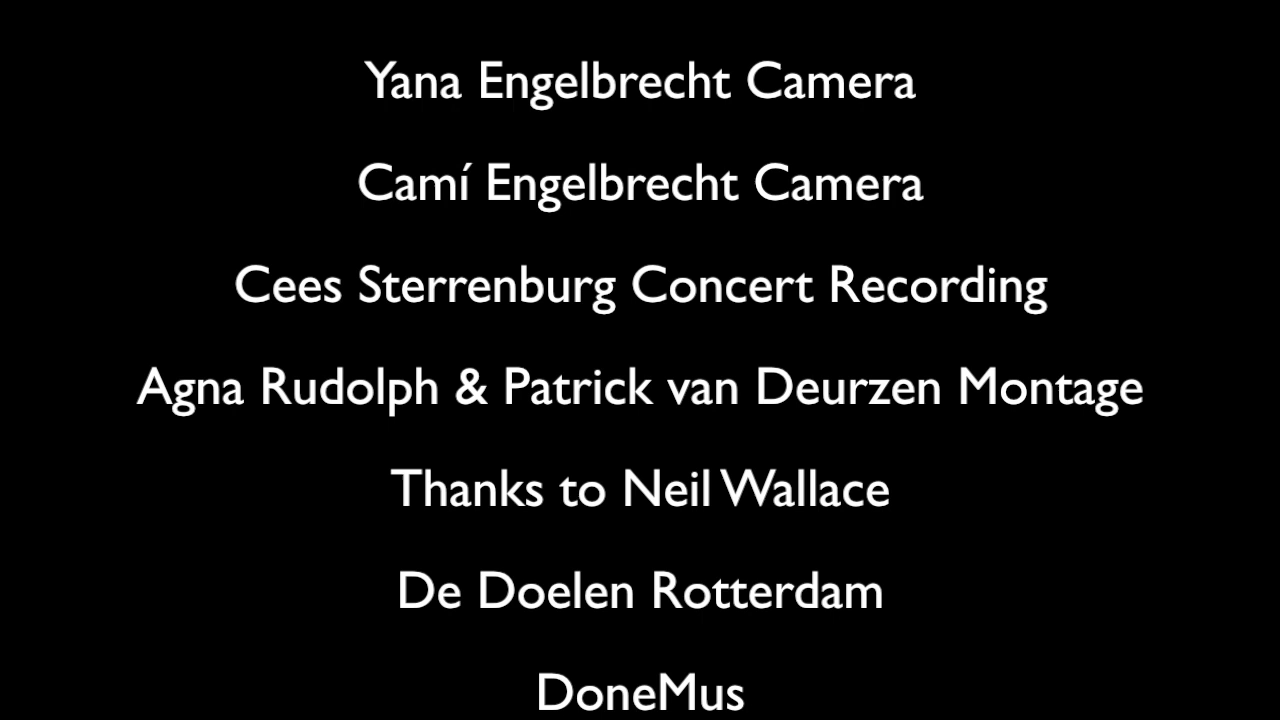 Yana Engelbrecht Camera
Camí Engelbrecht Camera
Cees Sterrenburg Concert Recording
Agna Rudolph & Patrick van Deurzen Montage
Thanks to Neil Wallace
De Doelen Rotterdam
DoneMus